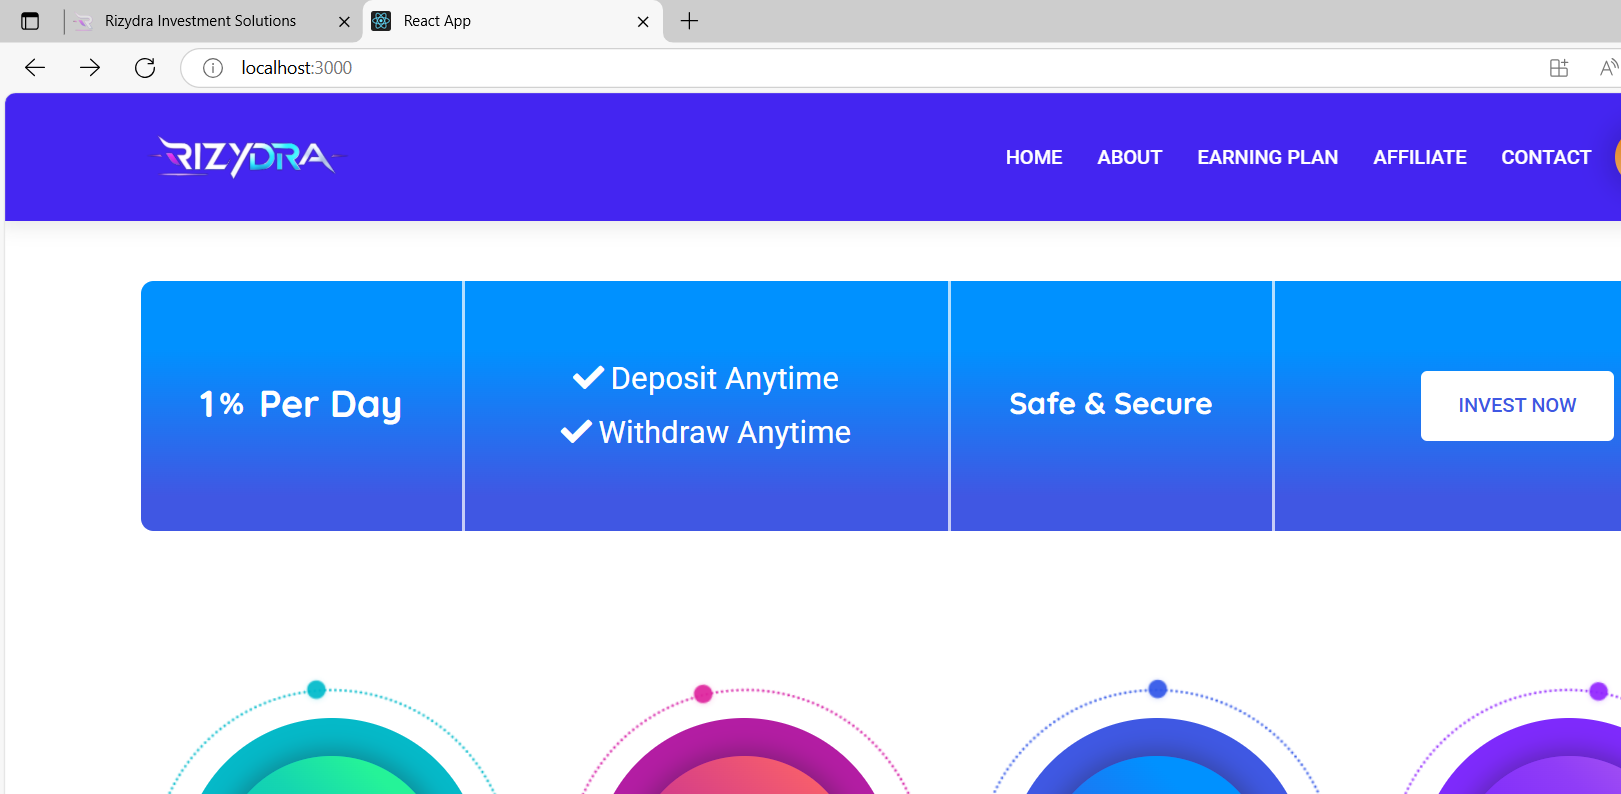 Rizydra Investment Solutions
React App
localhost:3000
RIZYDRA
HOME ABOUT EARNING PLAN AFFILIATE CONTACT
1% Per Day
Deposit Anytime
Withdraw Anytime
Safe & Secure
INVEST NOW